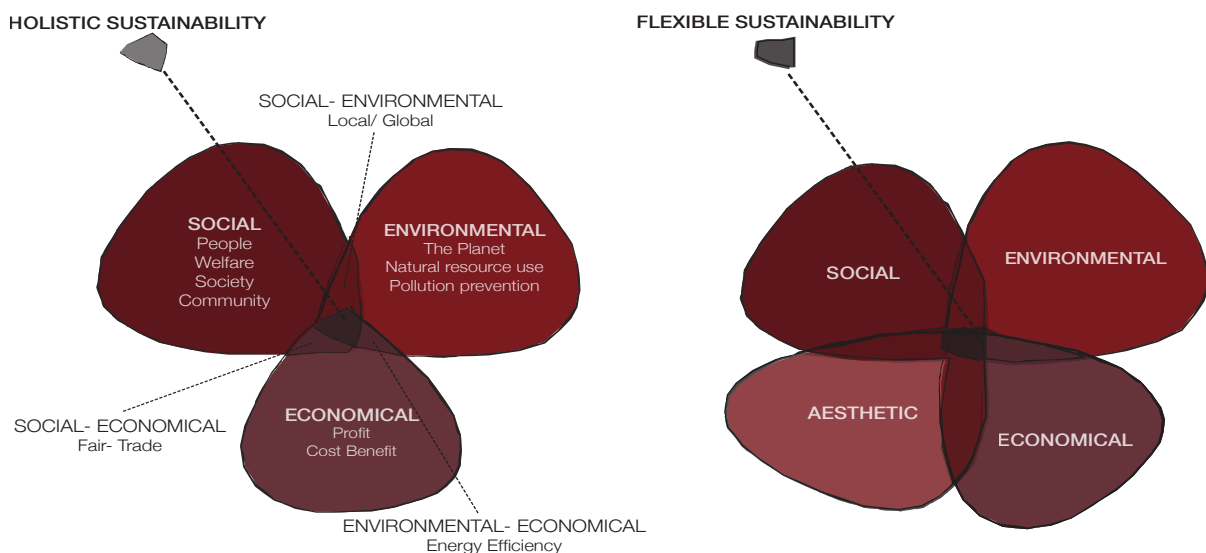 HOLISTIC SUSTAINABILITY
SOCIAL- ENVIRONMENTAL
Local/ Global
SOCIAL
People
Welfare
Society
Community
ENVIRONMENTAL
The Planet
Natural resource use
Pollution prevention
SOCIAL- ECONOMICAL
Fair- Trade
ECONOMICAL
Profit
Cost Benefit
ENVIRONMENTAL- ECONOMICAL
Energy Efficiency
FLEXIBLE SUSTAINABILITY
SOCIAL
ENVIRONMENTAL
AESTHETIC
ECONOMICAL